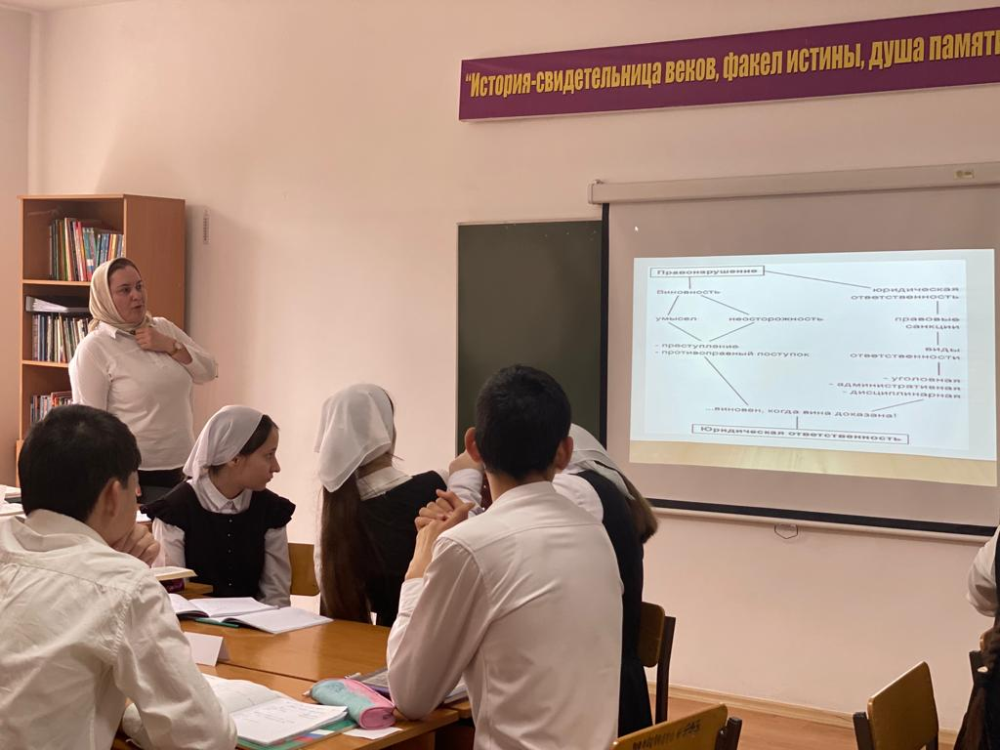 “История-свидетельница веков, факел истины, душа памяти
Правонарушение
Виновность
юридическая
ответственность
умысел
неосторожность
правовые
санкции
- преступление
- противоправный поступок
виды
ответственности
- уголовная
- административная
- дисциплинарная
...виновен, когда вина доказана!
Юридическая ответственность